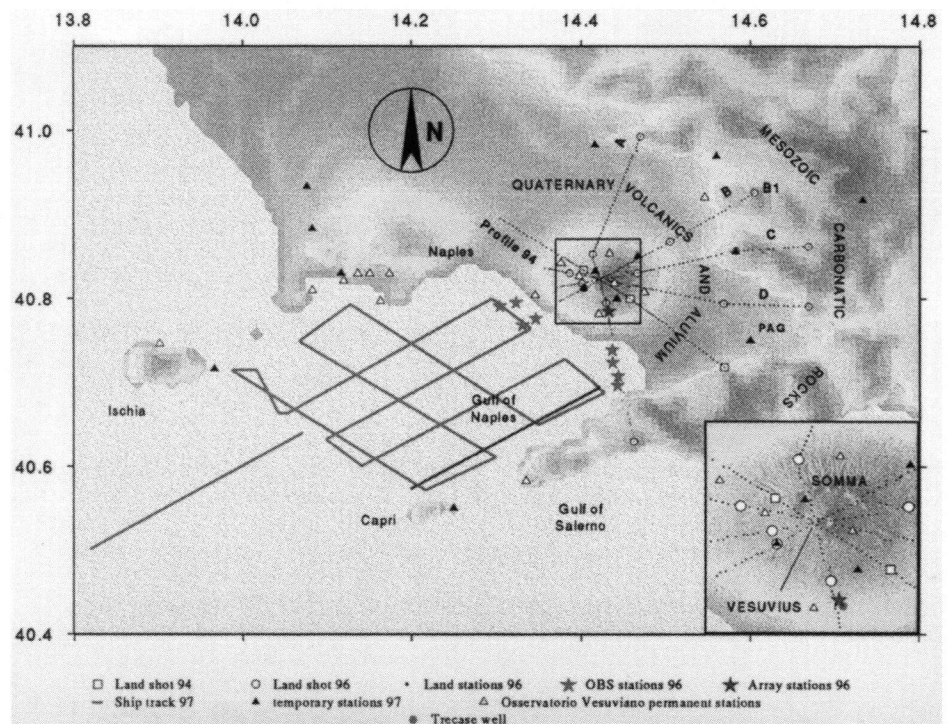 13.8 14.0 14.2 14.4 14.6 14.8
41.0
40.8
40.6
40.4
N
A
MESOZOIC
QUATERNARY
VOLCANICS
B
B1
Profile 94
Naples
C
CARBONATIC
AND
D
ALUVIUM
PAG
ROCKS
Ischia
Gulf of
Naples
Capri
Gulf of
Salerno
SOMMA
VESUVIUS
Land shot 94 Land shot 96 Land stations 96 OBS stations 96 Array stations 96
Ship track 97 temporary stations 97 Osservatorio Vesuviano permanent stations
Trecase well